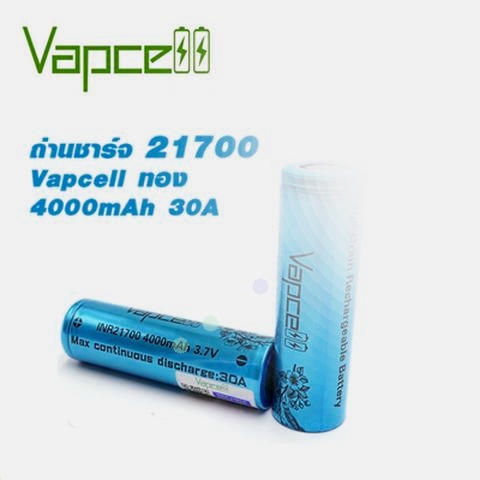 Vapcell
ถ่านชาร์จ 21700
Vapcell ทอง
4000mAh 30A
Vapcell
INR21700 4000mAh 3.7V
Max continuous discharge:30A
Vapcell
Vapcell
Rechargeable Battery